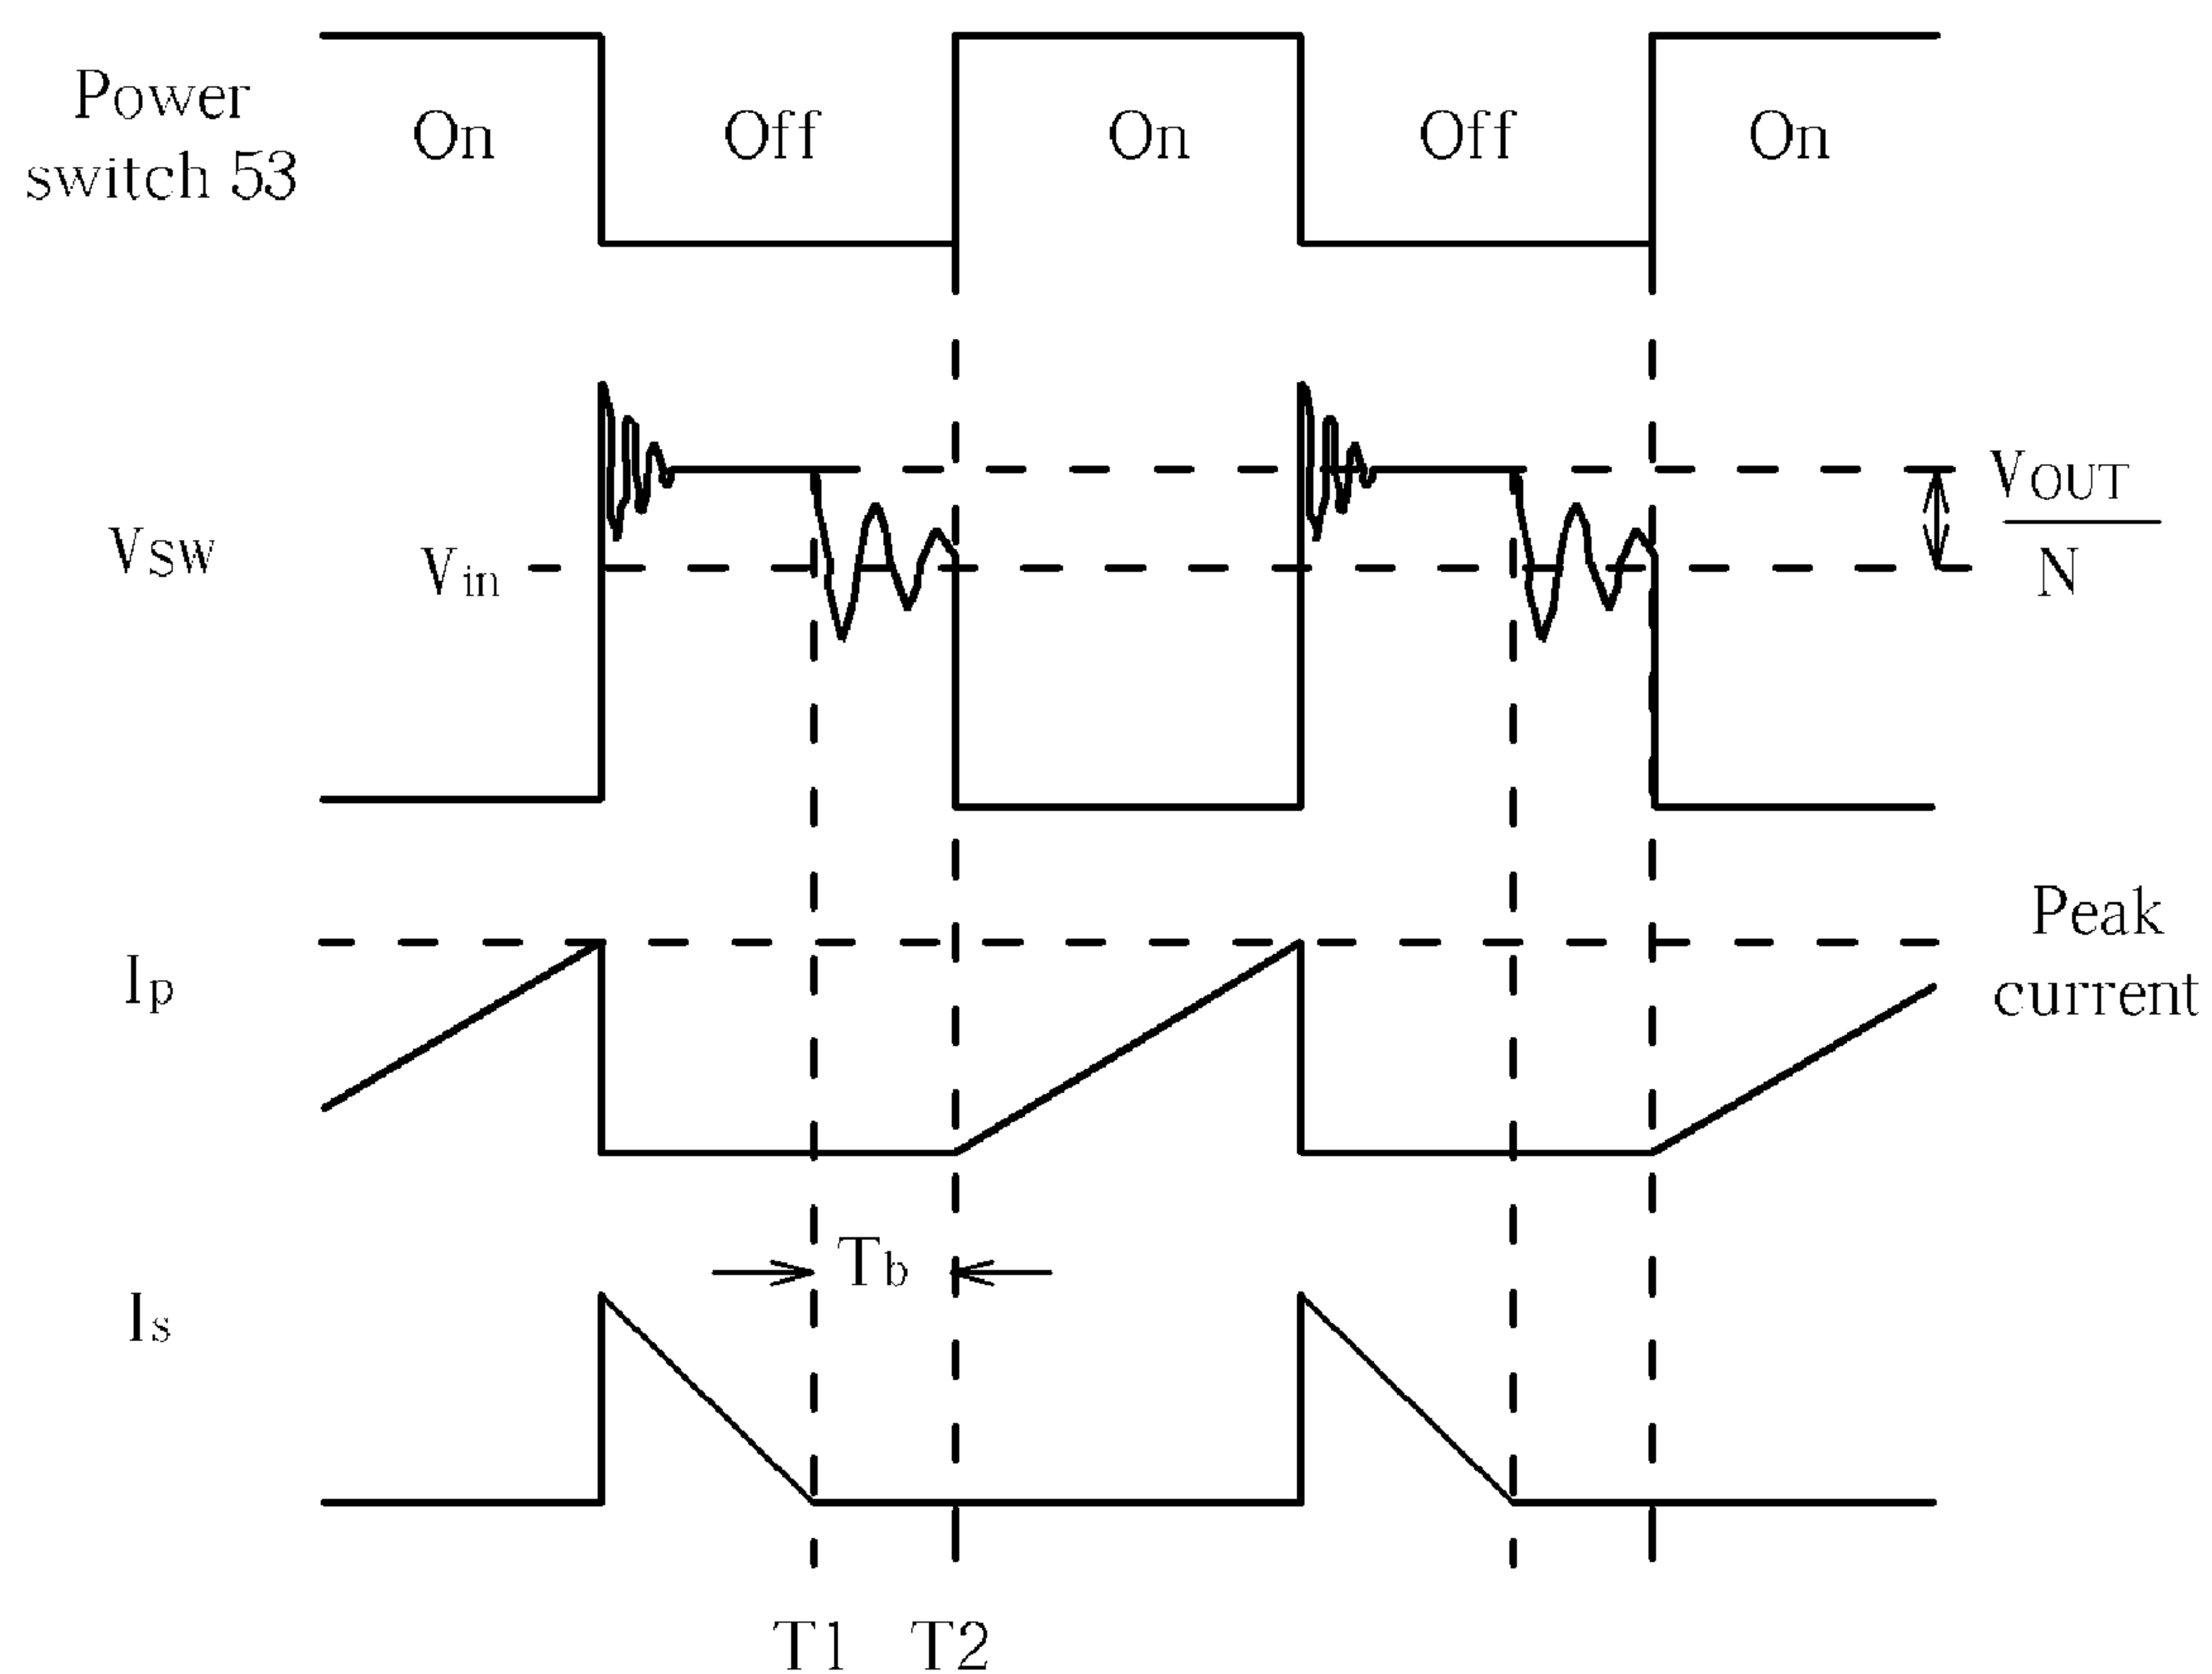 Power
switch 53
On
Off
On
Off
On
VSW
Vin
VOUT
N
Ip
Peak
current
Tb
Is
T1
T2